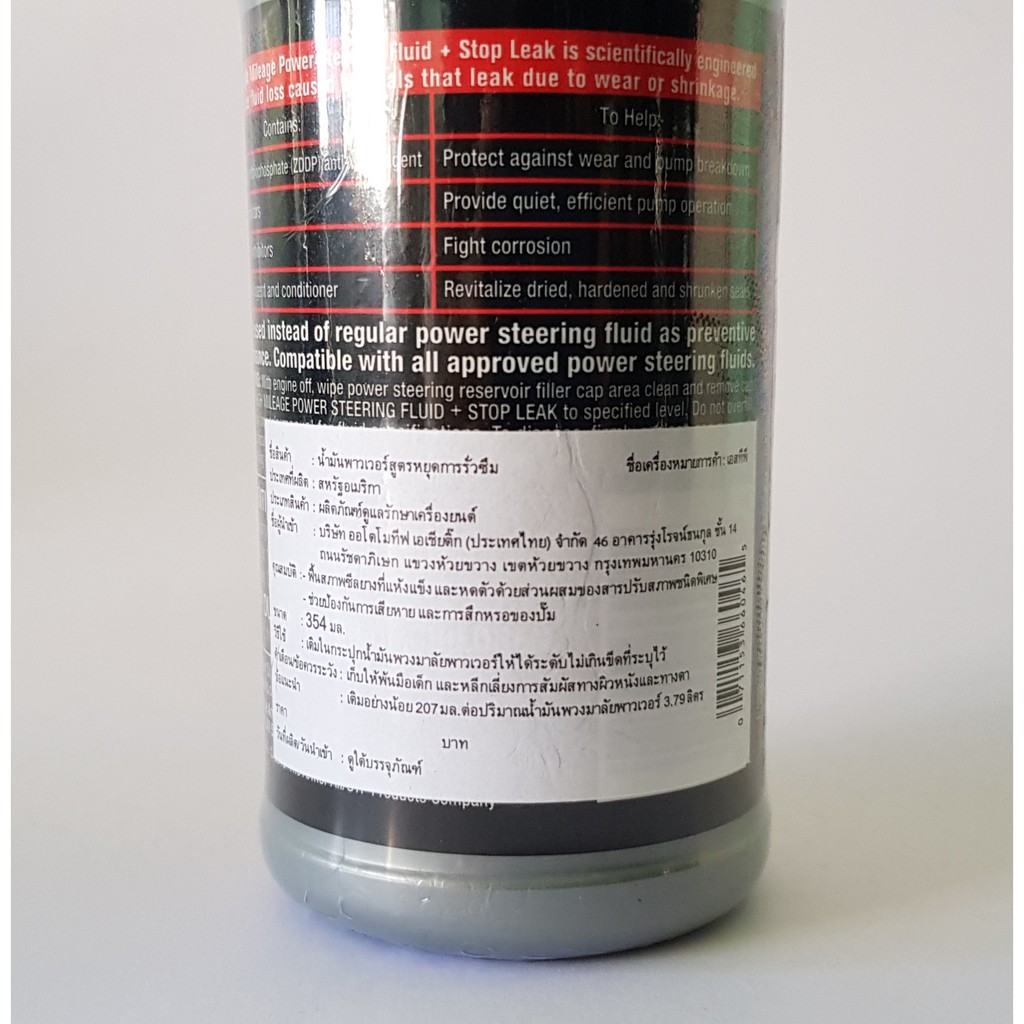 Mileage Power Fluid + Stop Leak is scientifically engineered
fluid loss caused that leak due to wear or shrinkage.
Contains:
To Help:
(ZDDP)
Protect against wear and pump breakdown
Provide quiet, efficient pump operation
Fight corrosion
and conditioner
Revitalize dried, hardened and shrunken seals
instead of regular power steering fluid as preventive
Compatible with all approved power steering fluids.
engine off, wipe power steering reservoir filler cap area clean and remove
MILEAGE POWER STEERING FLUID + STOP LEAK to specified level. Do not
ชื่อสินค้า : น้ำมันพาวเวอร์สูตรหยุดการรั่วซึม
ชื่อเครื่องหมายการค้า : เอสทีพี
ประเทศที่ผลิต : สหรัฐอเมริกา
ประเภทสินค้า : ผลิตภัณฑ์ดูแลรักษาเครื่องยนต์
ชื่อผู้นำเข้า : บริษัท ออโตโมทีฟ เอเชียติ๊ก (ประเทศไทย) จำกัด 46 อาคารรุ่งโรจน์ธนกุล ชั้น 14
ถนนรัชดาภิเษก แขวงห้วยขวาง เขตห้วยขวาง กรุงเทพมหานคร 10310
คุณสมบัติ : - ฟื้นสภาพซีลยางที่แห้งแข็ง และหดตัวด้วยส่วนผสมของสารปรับสภาพชนิดพิเศษ
- ช่วยป้องกันการเสียหาย และการสึกหรอของปั๊ม
ขนาด : 354 มล.
วิธีใช้ : เติมในกระปุกน้ำมันพวงมาลัยพาวเวอร์ให้ได้ระดับไม่เกินขีดที่ระบุไว้
คำเตือน/ข้อควรระวัง : เก็บให้พ้นมือเด็ก และหลีกเลี่ยงการสัมผัสทางผิวหนังและทางตา
ข้อแนะนำ : เติมอย่างน้อย 207 มล.ต่อปริมาณน้ำมันพวงมาลัยพาวเวอร์ 3.79 ลิตร
ราคา บาท
วันที่ผลิต/วันนำเข้า : ดูใต้บรรจุภัณฑ์
Products Company